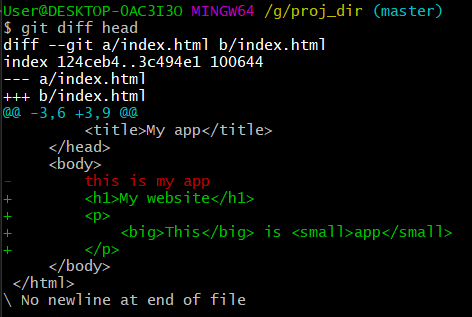 User@DESKTOP-0AC3I3O MINGW64 /g/proj_dir (master)
$ git diff head
diff --git a/index.html b/index.html
index 124ceb4..3c494e1 100644
--- a/index.html
+++ b/index.html
@@ -3,6 +3,9 @@
         <title>My app</title>
     </head>
     <body>
-        this is my app
+        <h1>My website</h1>
+        <p>
+            <big>This</big> is <small>app</small>
+        </p>
     </body>
 </html>
\ No newline at end of file